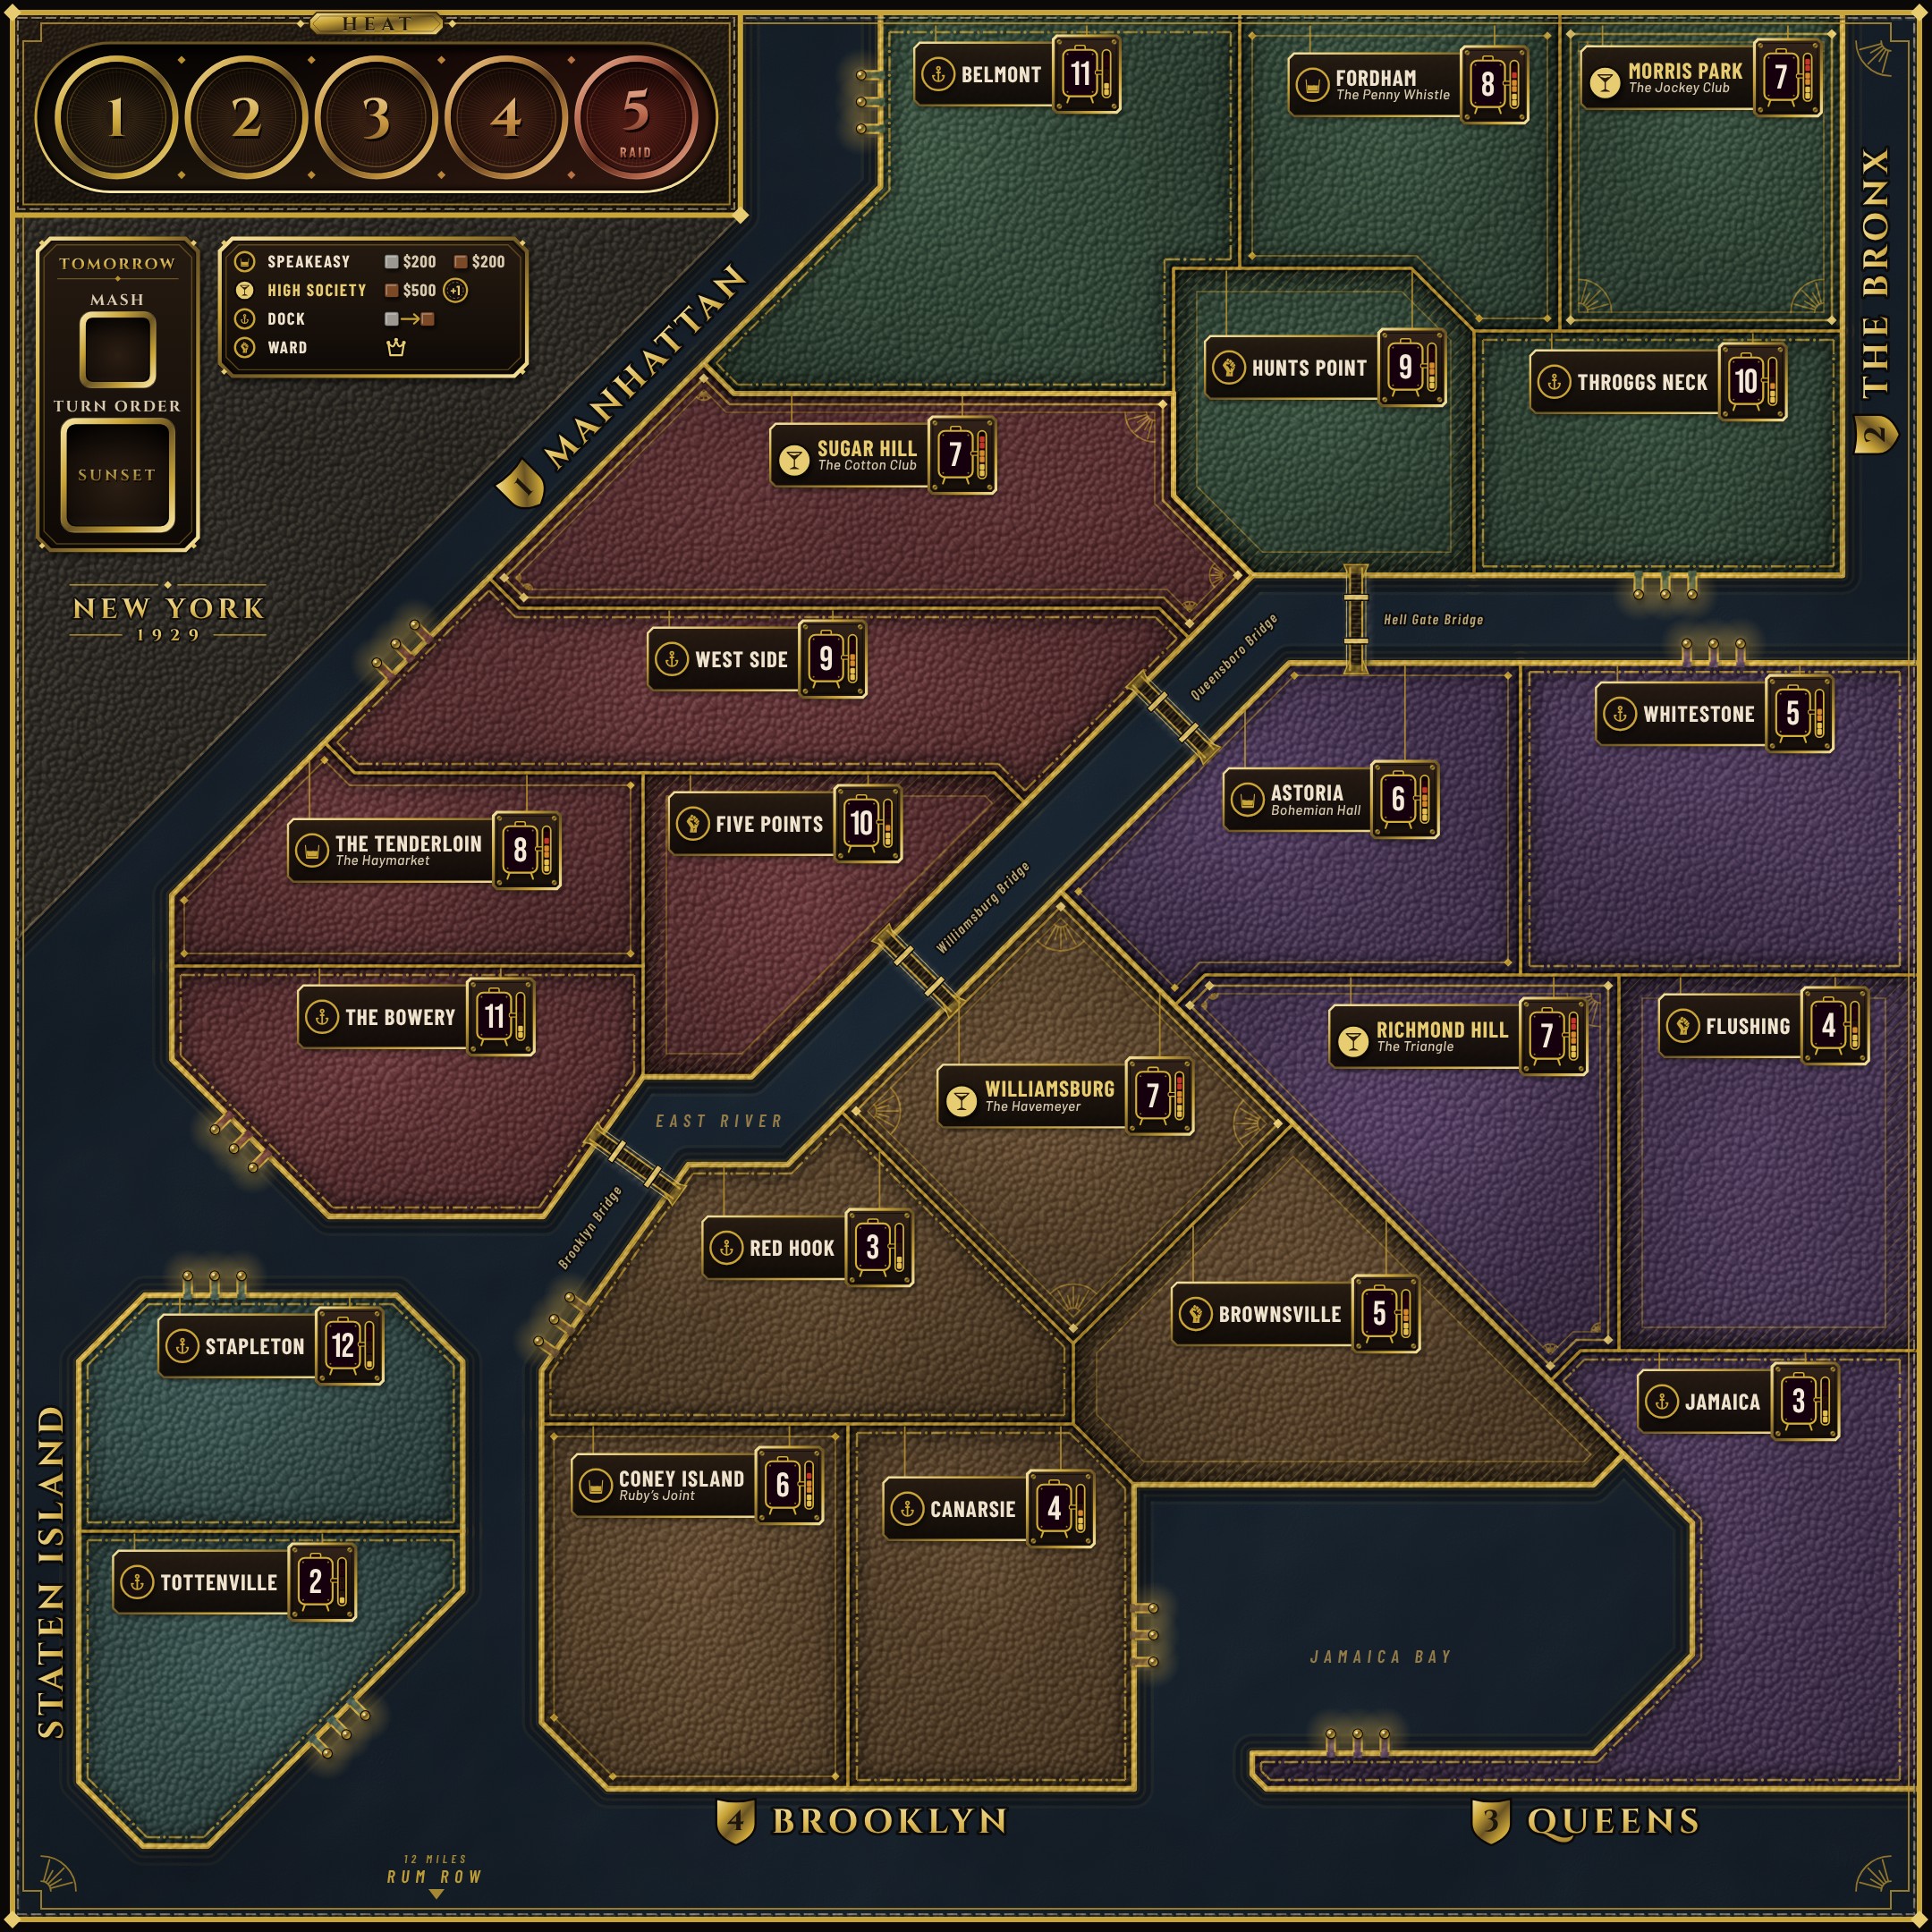 HEAT
1 2 3 4 5
RAID
TOMORROW
MASH
TURN ORDER
SUNSET
SPEAKEASY $200 $200
HIGH SOCIETY $500 +1
DOCK
WARD
NEW YORK
1929
1 MANHATTAN
2 THE BRONX
BELMONT 11
FORDHAM 8
The Penny Whistle
MORRIS PARK 7
The Jockey Club
HUNTS POINT 9
THROGGS NECK 10
SUGAR HILL 7
The Cotton Club
WEST SIDE 9
Queensboro Bridge
Hell Gate Bridge
WHITESTONE 5
ASTORIA 6
Bohemian Hall
THE TENDERLOIN 8
The Haymarket
FIVE POINTS 10
Williamsburg Bridge
THE BOWERY 11
RICHMOND HILL 7
The Triangle
FLUSHING 4
WILLIAMSBURG 7
The Havemeyer
EAST RIVER
Brooklyn Bridge
RED HOOK 3
BROWNSVILLE 5
STAPLETON 12
JAMAICA 3
STATEN ISLAND
CONEY ISLAND 6
Ruby's Joint
CANARSIE 4
TOTTENVILLE 2
JAMAICA BAY
4 BROOKLYN
3 QUEENS
12 MILES
RUM ROW